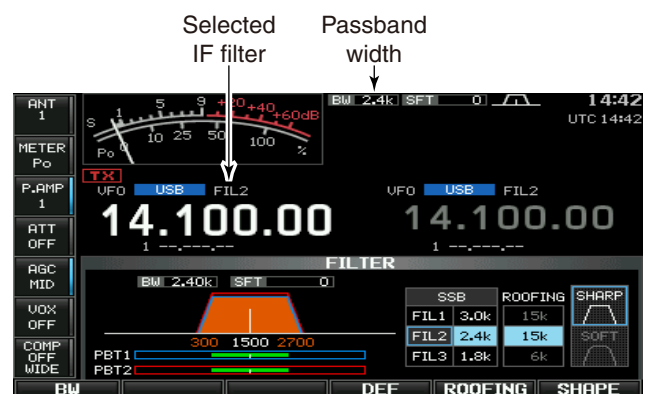 Selected IF filter
Passband width
ANT 1
BW 2.4k SFT 0
14:42
UTC 14:42
S 1 5 9 +20 +40 +60dB
Po 0 10 25 50 100 %
METER Po
TX
P.AMP 1
VFO USB FIL2
VFO USB FIL2
14.100.00
14.100.00
1 --.---.--
1 --.---.--
ATT OFF
FILTER
AGC MID
BW 2.40k SFT 0
SSB ROOFING
FIL1 3.0k 15k
FIL2 2.4k 15k
FIL3 1.8k 6k
SHARP
SOFT
VOX OFF
300 1500 2700
COMP OFF WIDE
PBT1
PBT2
BW DEF ROOFING SHAPE